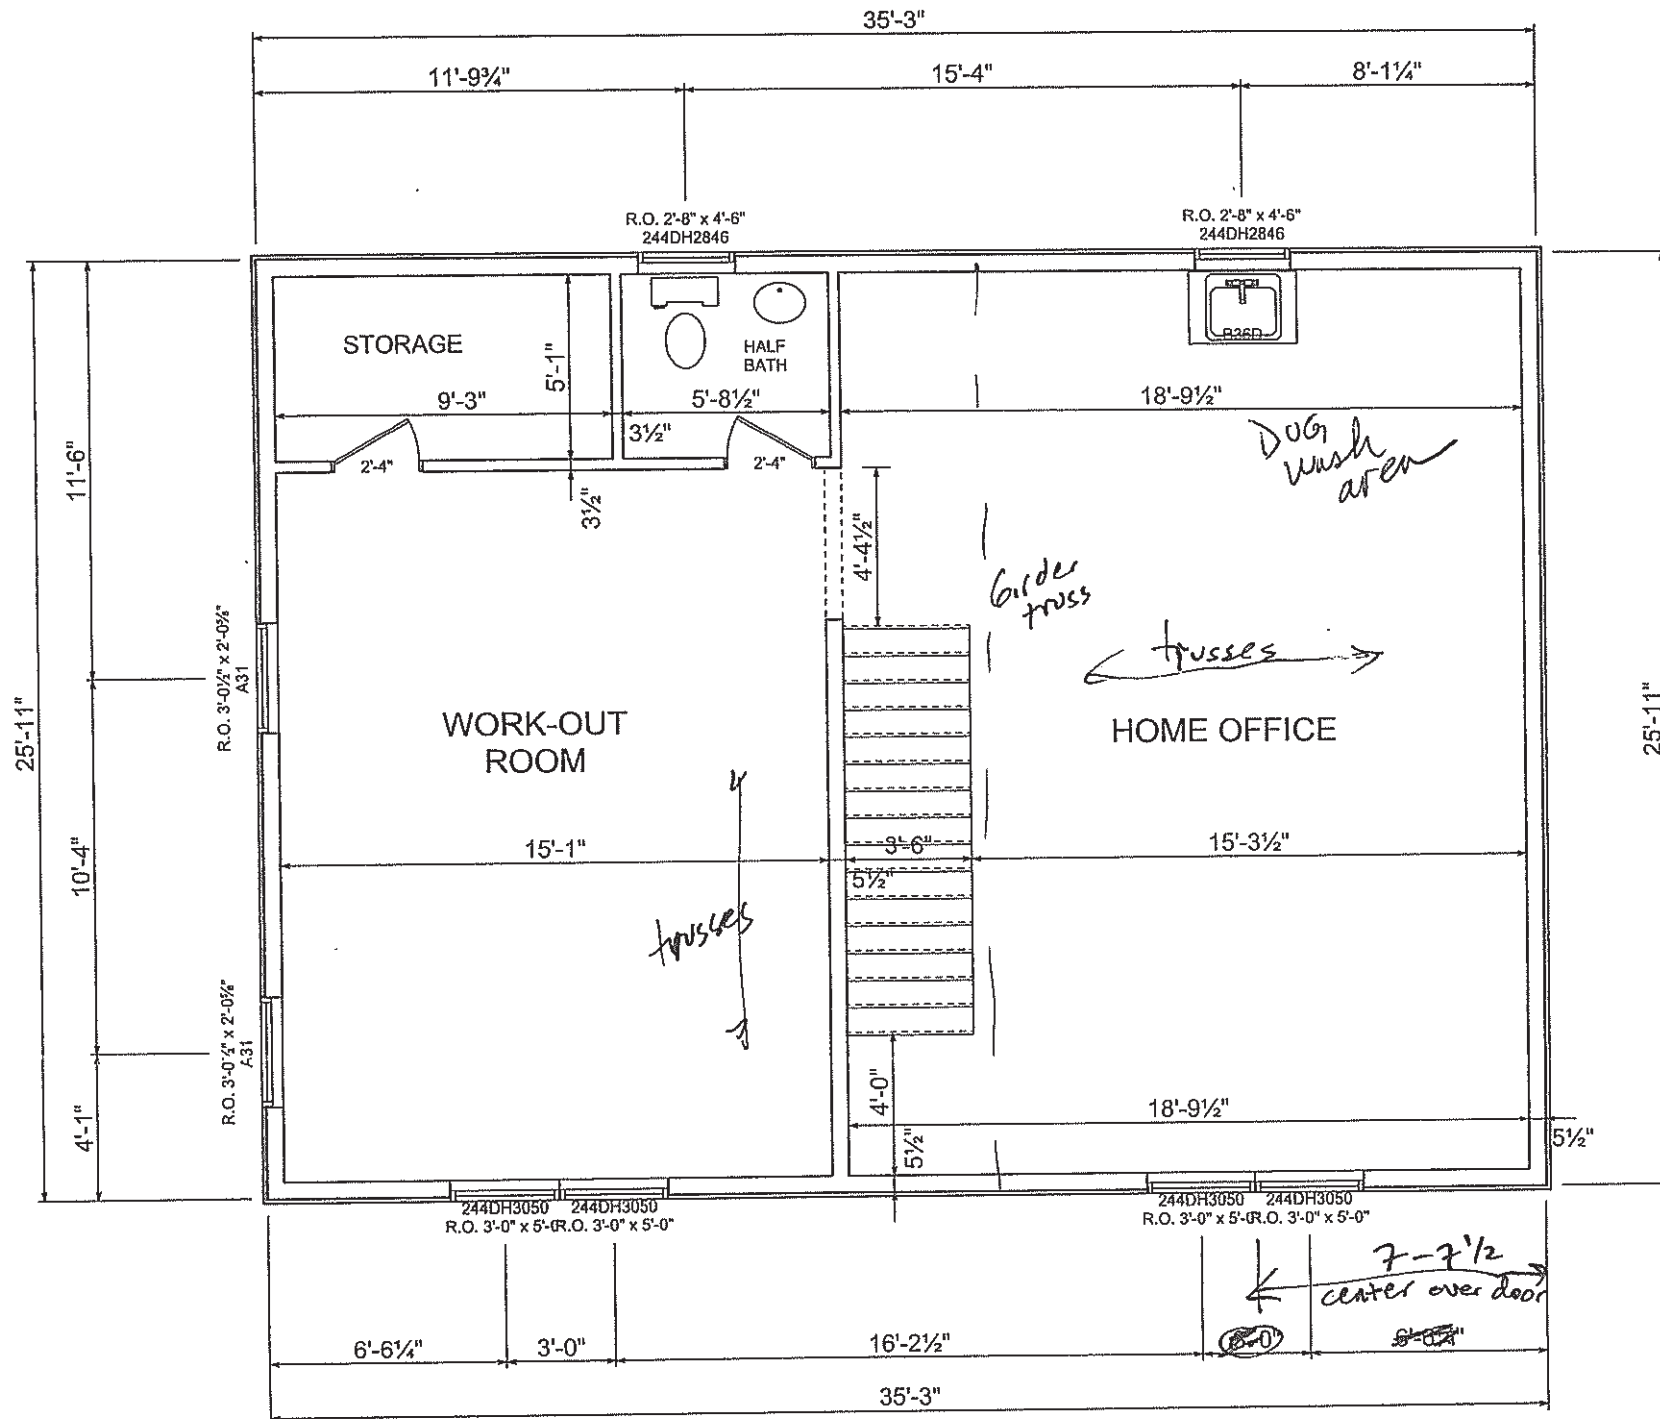 35'-3"
11'-9¾"
15'-4"
8'-1¼"
R.O. 2'-8" x 4'-6"
244DH2846
R.O. 2'-8" x 4'-6"
244DH2846
STORAGE
5'-1"
HALF
BATH
B36D
9'-3"
5'-8½"
18'-9½"
3½"
2'-4"
2'-4"
DOG
wash
area
11'-6"
3½"
4'-4½"
Girder
truss
R.O. 3'-0½" x 2'-0⅝"
A31
trusses
25'-11"
WORK-OUT
ROOM
HOME OFFICE
25'-11"
15'-1"
3'-6"
15'-3½"
5½"
10'-4"
trusses
R.O. 3'-0½" x 2'-0⅝"
A31
4'-1"
4'-0"
18'-9½"
5½"
5½"
244DH3050 244DH3050
R.O. 3'-0" x 5'-0" R.O. 3'-0" x 5'-0"
244DH3050 244DH3050
R.O. 3'-0" x 5'-0" R.O. 3'-0" x 5'-0"
7-7 1/2
center over door
6'-6¼"
3'-0"
16'-2½"
35'-3"